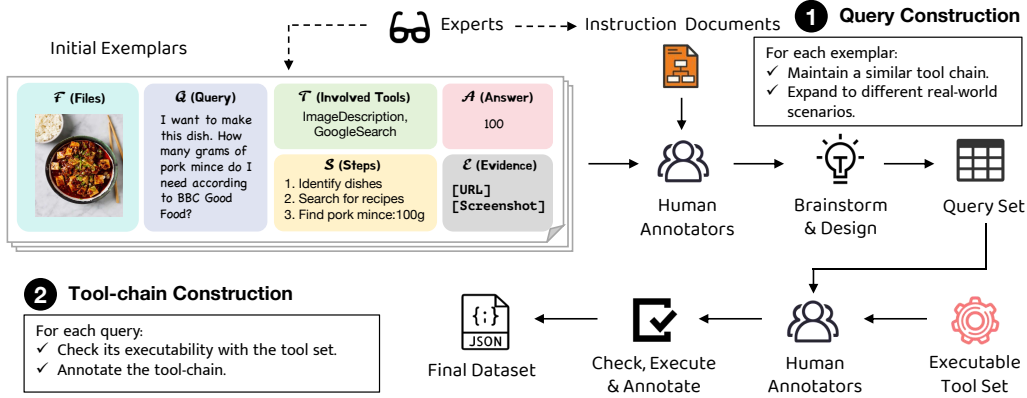 Experts
Instruction Documents
1 Query Construction
Initial Exemplars
For each exemplar:
✓ Maintain a similar tool chain.
✓ Expand to different real-world
scenarios.
F (Files)
Q (Query)
I want to make
this dish. How
many grams of
pork mince do I
need according
to BBC Good
Food?
T (Involved Tools)
ImageDescription,
GoogleSearch
A (Answer)
100
S (Steps)
1. Identify dishes
2. Search for recipes
3. Find pork mince:100g
E (Evidence)
[URL]
[Screenshot]
Human
Annotators
Brainstorm
& Design
Query Set
2 Tool-chain Construction
For each query:
✓ Check its executability with the tool set.
✓ Annotate the tool-chain.
{;}
JSON
Final Dataset
Check, Execute
& Annotate
Human
Annotators
Executable
Tool Set